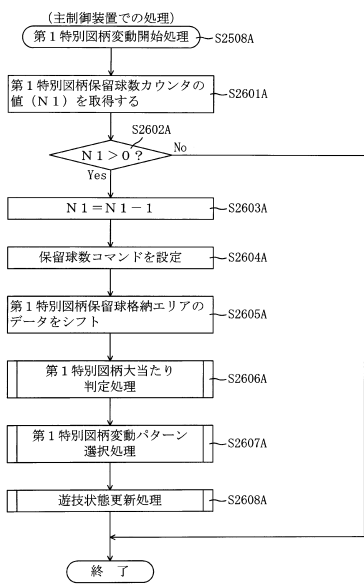 (主制御装置での処理)
第1特別図柄変動開始処理
S2508A
第1特別図柄保留球数カウンタの
値(N1)を取得する
S2601A
S2602A
N1>0?
No
Yes
N1=N1-1
S2603A
保留球数コマンドを設定
S2604A
第1特別図柄保留球格納エリアの
データをシフト
S2605A
第1特別図柄大当たり
判定処理
S2606A
第1特別図柄変動パターン
選択処理
S2607A
遊技状態更新処理
S2608A
終 了